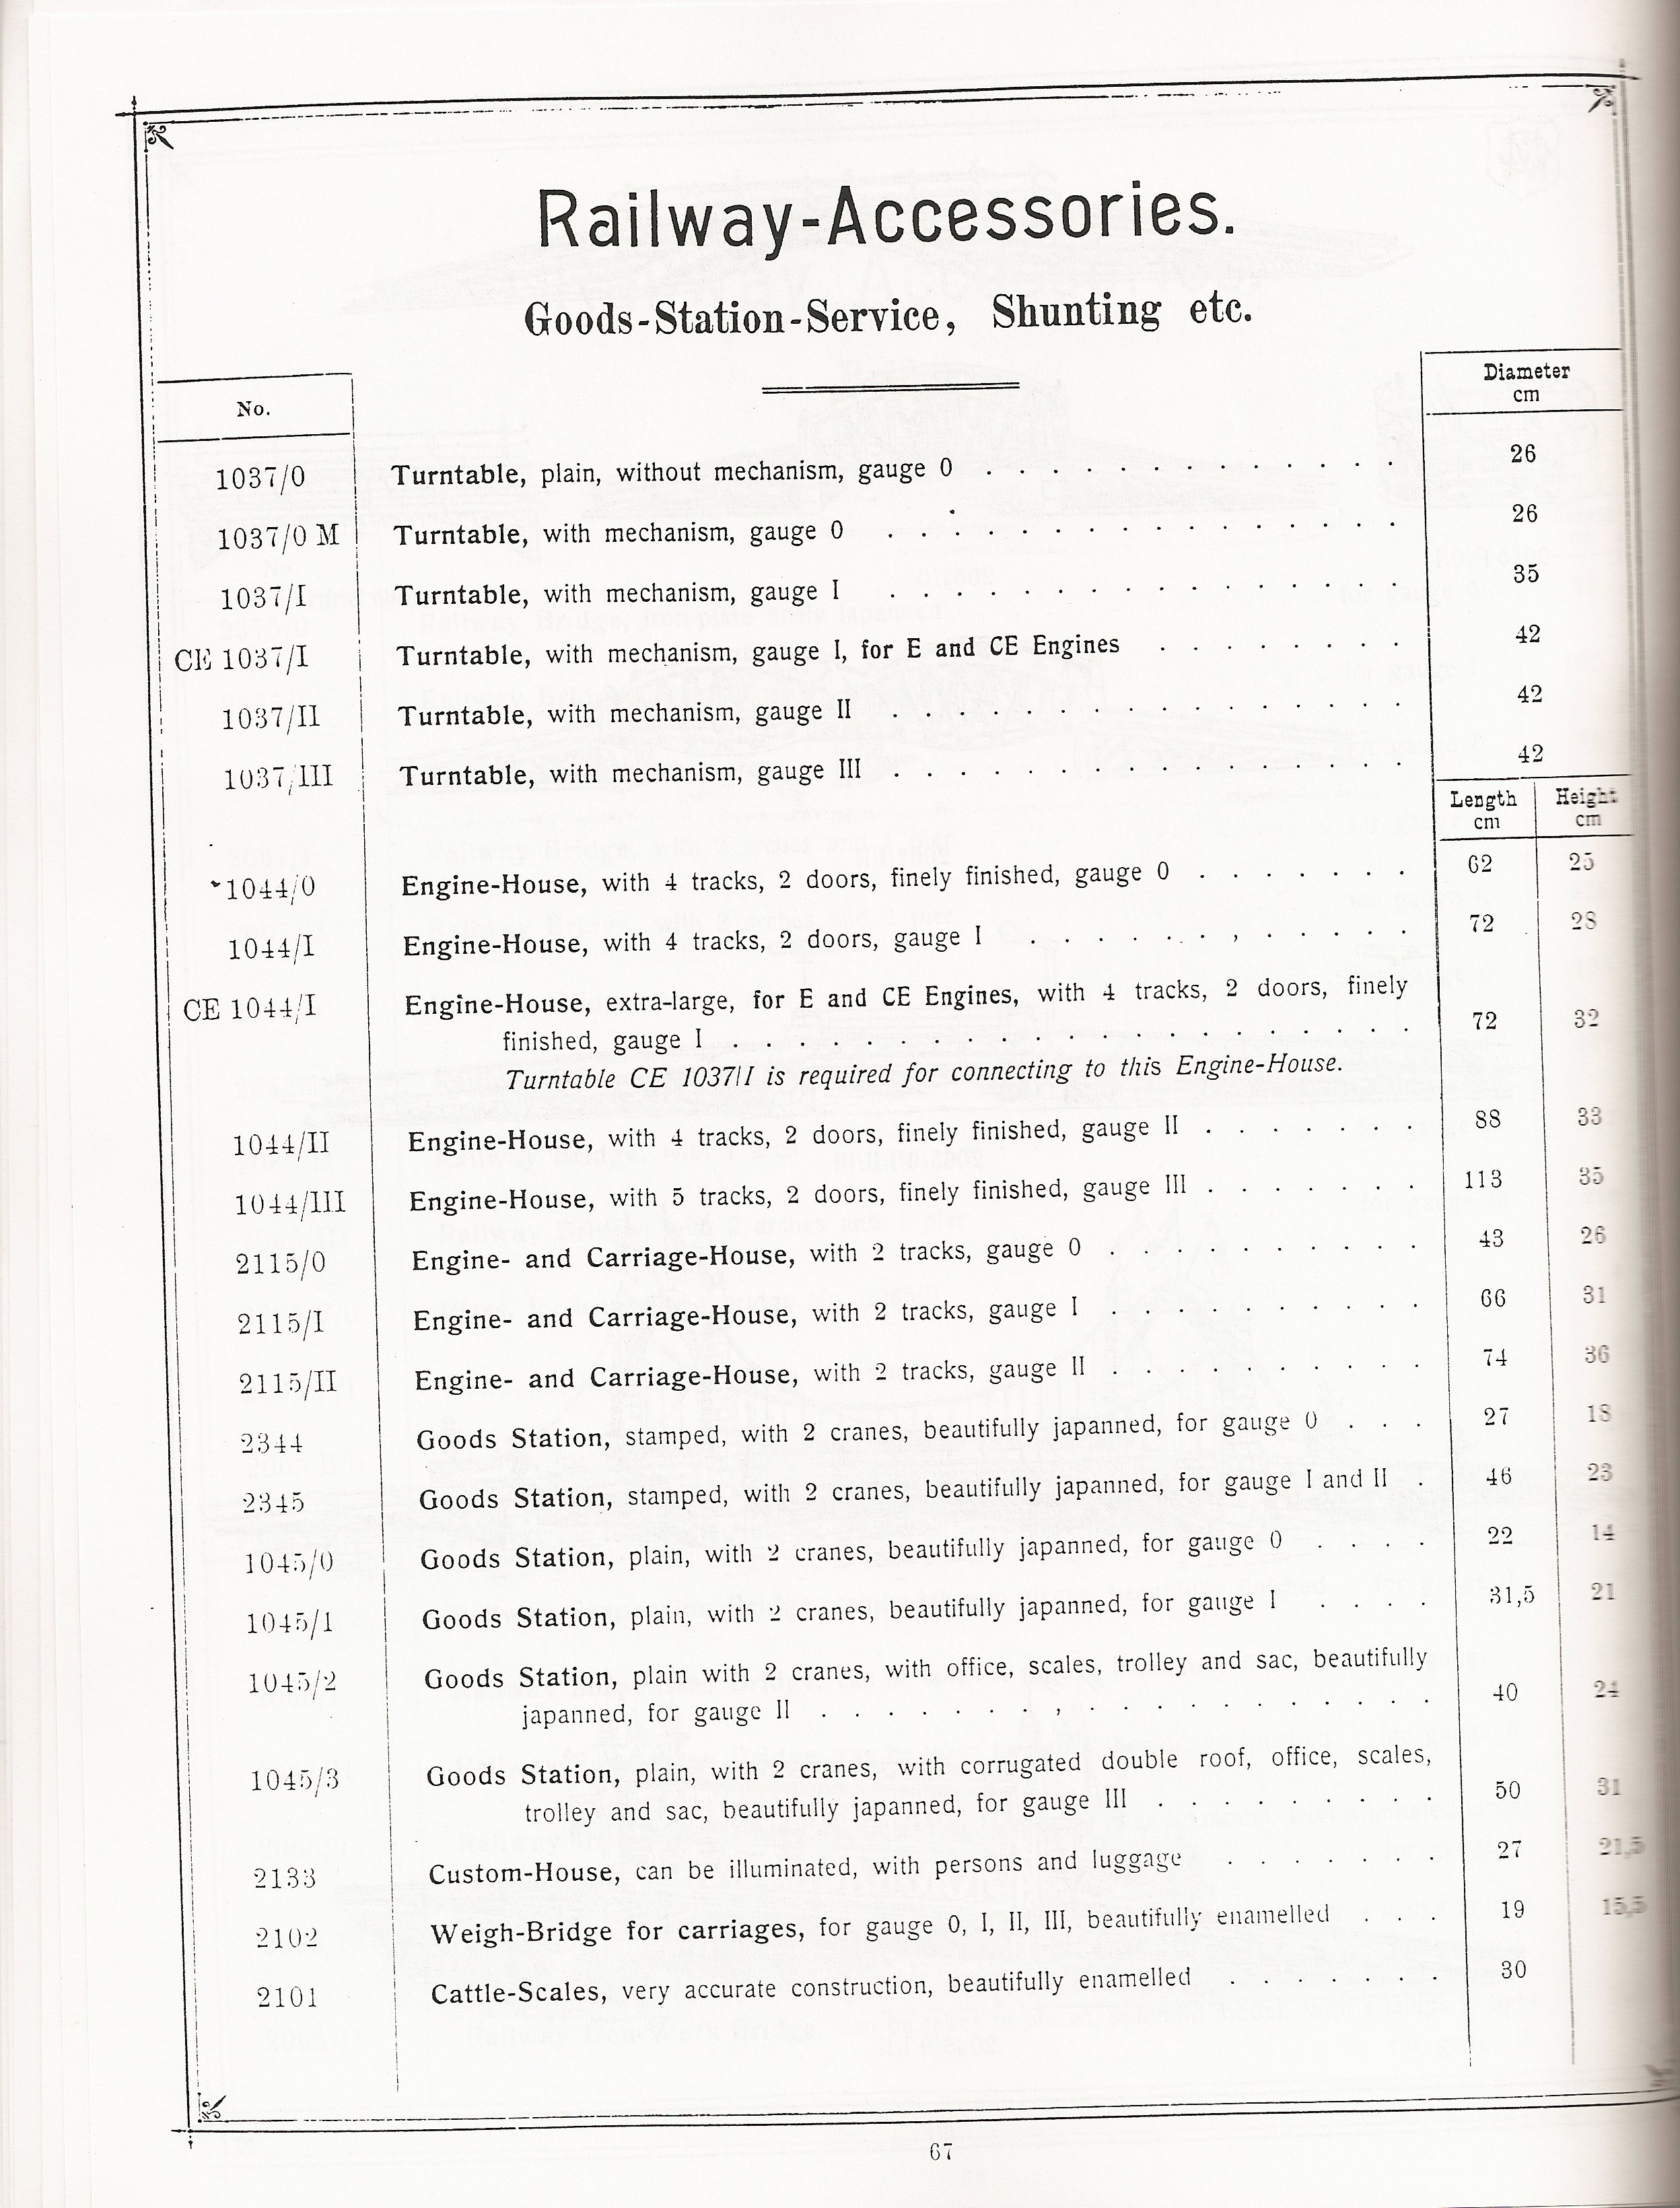 Railway-Accessories.
Goods-Station-Service, Shunting etc.
No.
Diameter
cm
1037/0 Turntable, plain, without mechanism, gauge 0 . . . . . . . . . . . . . 26
1037/0 M Turntable, with mechanism, gauge 0 . . . . . . . . . . . . . . 26
1037/I Turntable, with mechanism, gauge I . . . . . . . . . . . . . . . 35
CE 1037/I Turntable, with mechanism, gauge I, for E and CE Engines . . . . . . . . 42
1037/II Turntable, with mechanism, gauge II . . . . . . . . . . . . . . . 42
1037/III Turntable, with mechanism, gauge III . . . . . . . . . . . . . . . 42
Length Height
cm cm
1044/0 Engine-House, with 4 tracks, 2 doors, finely finished, gauge 0 . . . . . . . 62 25
1044/I Engine-House, with 4 tracks, 2 doors, gauge I . . . . . . . . . . . . 72 28
CE 1044/I Engine-House, extra-large, for E and CE Engines, with 4 tracks, 2 doors, finely
finished, gauge I . . . . . . . . . . . . . . . . . . . . . 72 32
Turntable CE 1037/I is required for connecting to this Engine-House.
1044/II Engine-House, with 4 tracks, 2 doors, finely finished, gauge II . . . . . . . 88 33
1044/III Engine-House, with 5 tracks, 2 doors, finely finished, gauge III . . . . . . . 113 35
2115/0 Engine- and Carriage-House, with 2 tracks, gauge 0 . . . . . . . . . . 43 26
2115/I Engine- and Carriage-House, with 2 tracks, gauge I . . . . . . . . . . 66 31
2115/II Engine- and Carriage-House, with 2 tracks, gauge II . . . . . . . . . . 74 36
2344 Goods Station, stamped, with 2 cranes, beautifully japanned, for gauge 0 . . . 27 18
2345 Goods Station, stamped, with 2 cranes, beautifully japanned, for gauge I and II . 46 23
1045/0 Goods Station, plain, with 2 cranes, beautifully japanned, for gauge 0 . . . . 22 14
1045/1 Goods Station, plain, with 2 cranes, beautifully japanned, for gauge I . . . . 31,5 21
1045/2 Goods Station, plain with 2 cranes, with office, scales, trolley and sac, beautifully
japanned, for gauge II . . . . . . . . . . . . . . . . . . . 40 24
1045/3 Goods Station, plain, with 2 cranes, with corrugated double roof, office, scales,
trolley and sac, beautifully japanned, for gauge III . . . . . . . . . 50 31
2133 Custom-House, can be illuminated, with persons and luggage . . . . . . . 27 21,5
2102 Weigh-Bridge for carriages, for gauge 0, I, II, III, beautifully enamelled . . . 19 15,5
2101 Cattle-Scales, very accurate construction, beautifully enamelled . . . . . . . 30
67